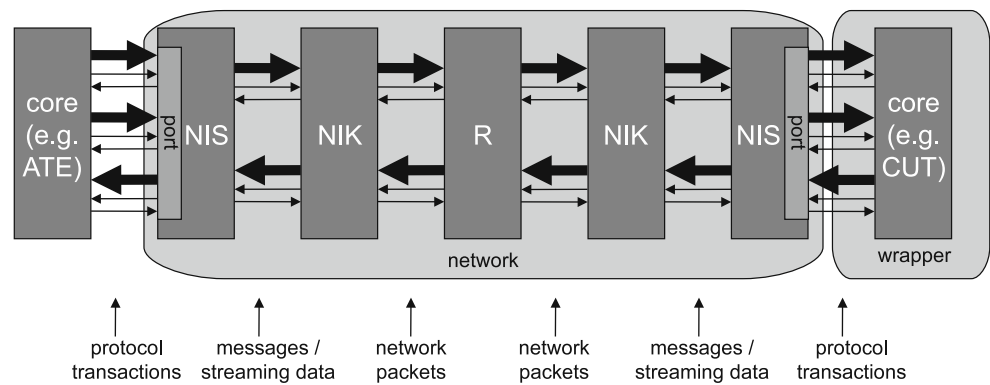 core
(e.g.
ATE)
port
NIS
NIK
R
NIK
NIS
port
core
(e.g.
CUT)
network
wrapper
protocol
transactions
messages /
streaming data
network
packets
network
packets
messages /
streaming data
protocol
transactions